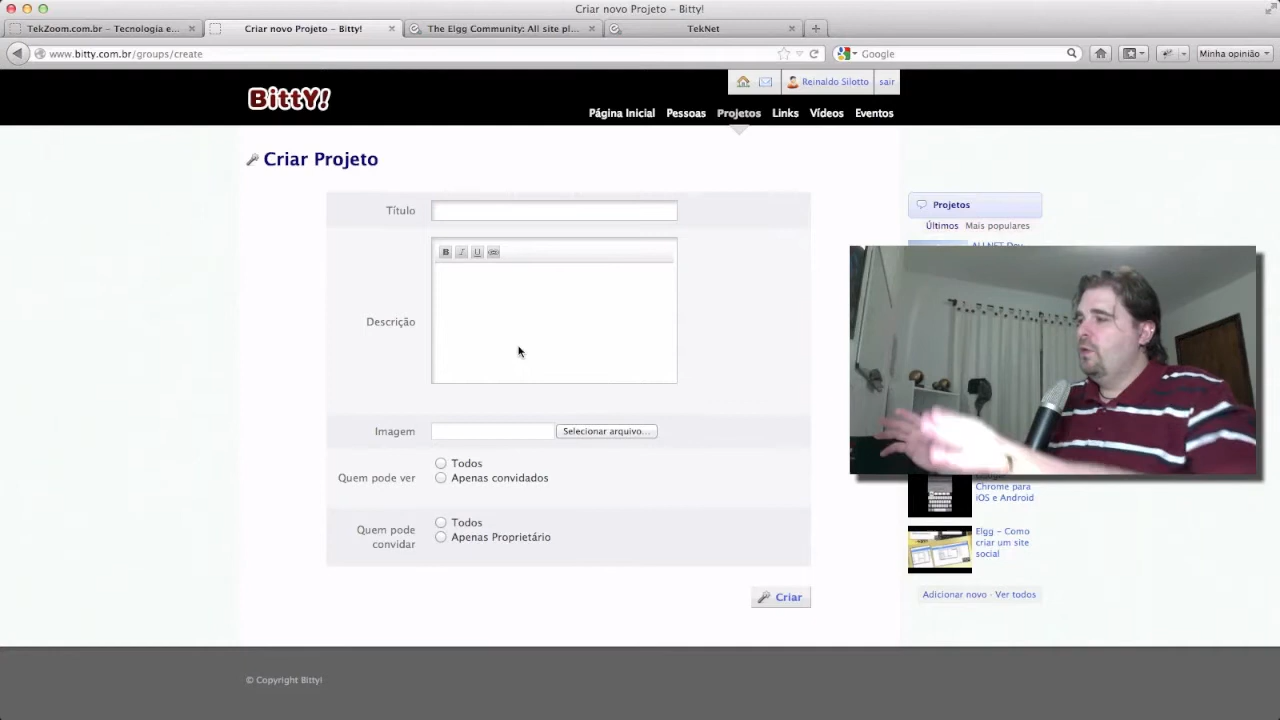 Criar novo Projeto – Bitty!
TekZoom.com.br – Tecnologia e...
Criar novo Projeto – Bitty!
The Elgg Community: All site pl...
TekNet
www.bitty.com.br/groups/create
Google
Minha opinião
Reinaldo Silotto
sair
BittY!
Página Inicial
Pessoas
Projetos
Links
Vídeos
Eventos
Criar Projeto
Título
B I U
Descrição
Imagem
Selecionar arquivo...
Quem pode ver
Todos
Apenas convidados
Quem pode
convidar
Todos
Apenas Proprietário
Criar
Projetos
Últimos
Mais populares
Chrome para
iOS e Android
Elgg – Como
criar um site
social
Adicionar novo · Ver todos
© Copyright Bitty!